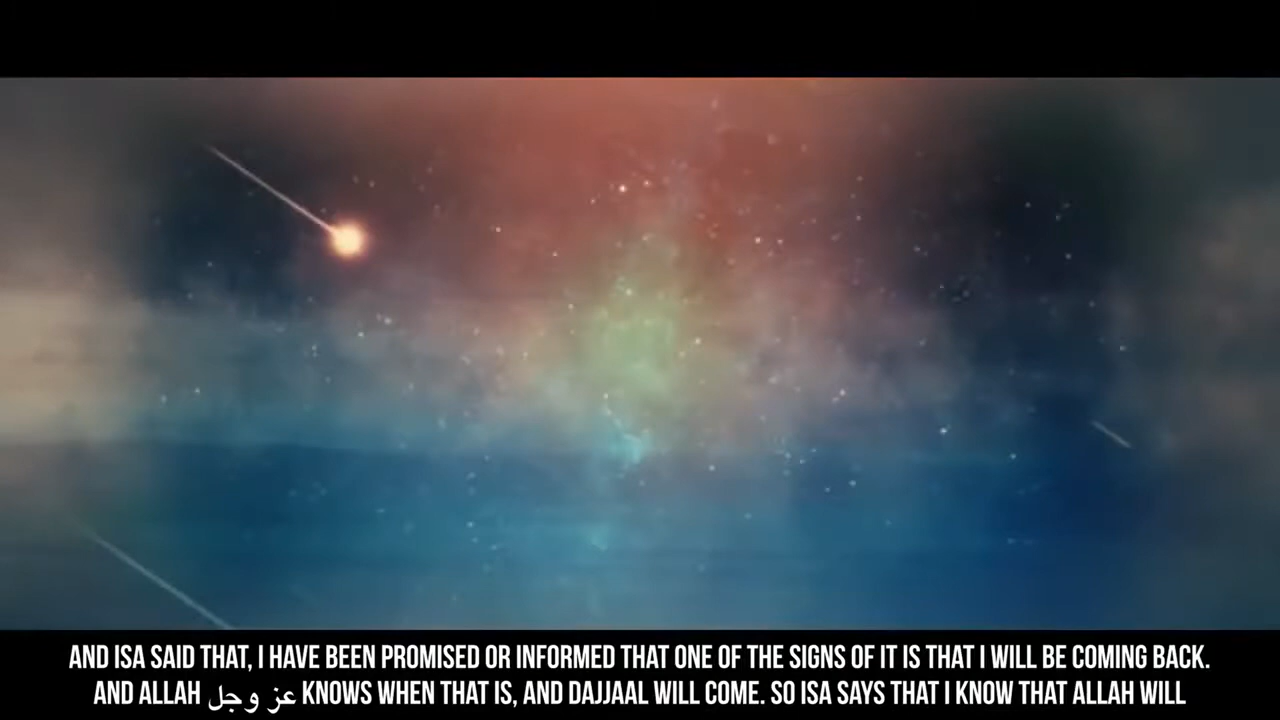 AND ISA SAID THAT, I HAVE BEEN PROMISED OR INFORMED THAT ONE OF THE SIGNS OF IT IS THAT I WILL BE COMING BACK.
AND ALLAH عز وجل KNOWS WHEN THAT IS, AND DAJJAAL WILL COME. SO ISA SAYS THAT I KNOW THAT ALLAH WILL